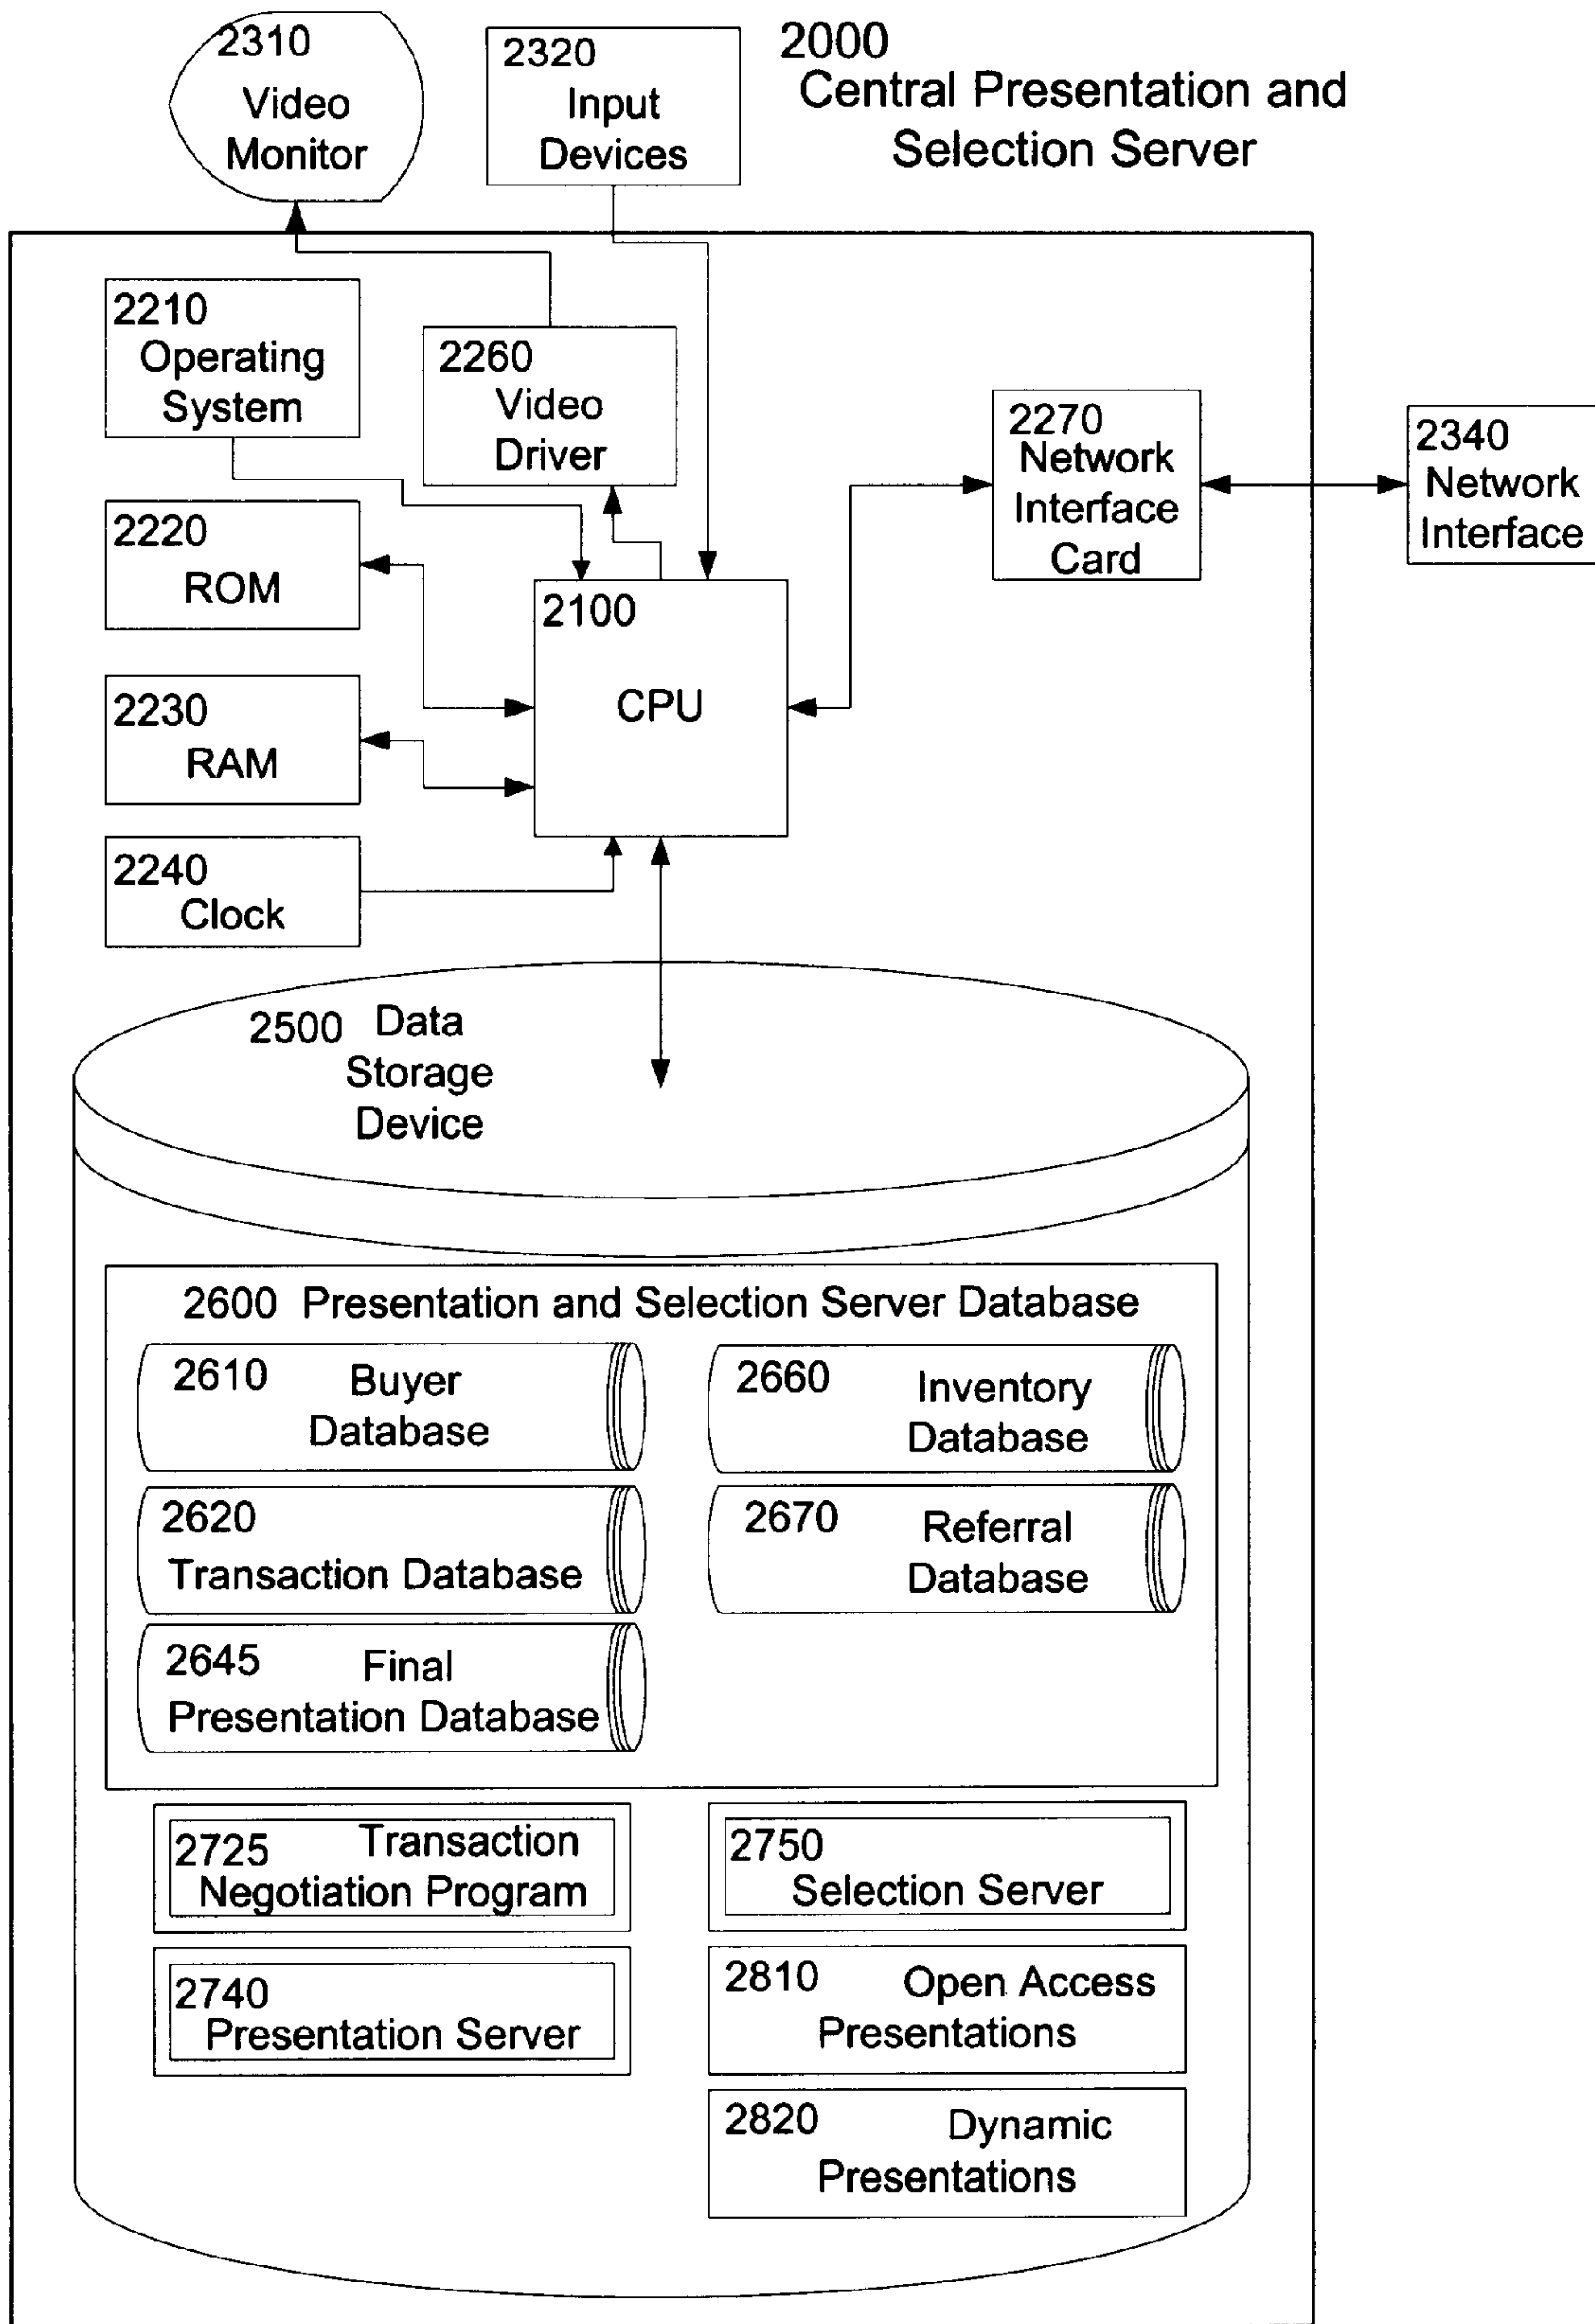 2310
Video
Monitor
2320
Input
Devices
2000
Central Presentation and
Selection Server
2210
Operating
System
2260
Video
Driver
2270
Network
Interface
Card
2340
Network
Interface
2220
ROM
2100
CPU
2230
RAM
2240
Clock
2500 Data
Storage
Device
2600 Presentation and Selection Server Database
2610 Buyer
Database
2660 Inventory
Database
2620
Transaction Database
2670 Referral
Database
2645 Final
Presentation Database
2725 Transaction
Negotiation Program
2750
Selection Server
2740
Presentation Server
2810 Open Access
Presentations
2820 Dynamic
Presentations